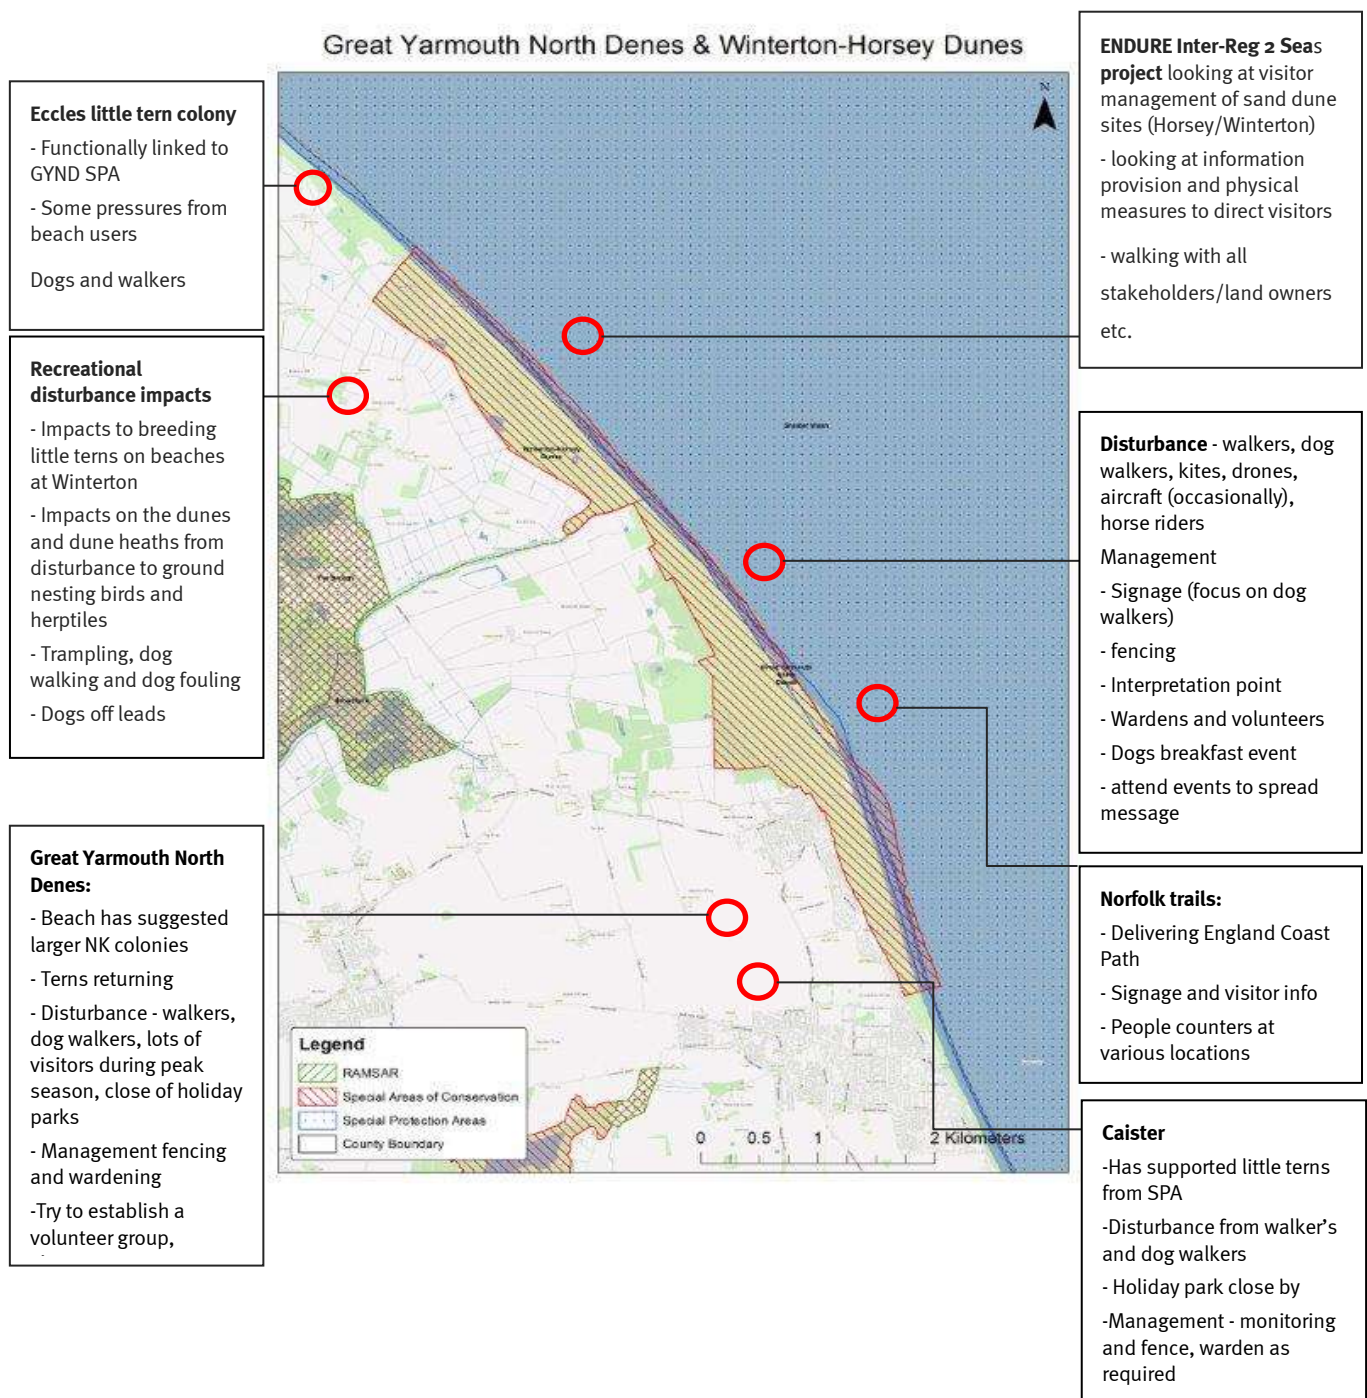 Great Yarmouth North Denes & Winterton-Horsey Dunes
N
Eccles little tern colony
- Functionally linked to
GYND SPA
- Some pressures from
beach users
Dogs and walkers
Recreational
disturbance impacts
- Impacts to breeding
little terns on beaches
at Winterton
- Impacts on the dunes
and dune heaths from
disturbance to ground
nesting birds and
herptiles
- Trampling, dog
walking and dog fouling
- Dogs off leads
Great Yarmouth North
Denes:
- Beach has suggested
larger NK colonies
- Terns returning
- Disturbance - walkers,
dog walkers, lots of
visitors during peak
season, close of holiday
parks
- Management fencing
and wardening
-Try to establish a
volunteer group,
Legend
RAMSAR
Special Areas of Conservation
Special Protection Areas
County Boundary
0 0.5 1 2 Kilometers
ENDURE Inter-Reg 2 Seas
project looking at visitor
management of sand dune
sites (Horsey/Winterton)
- looking at information
provision and physical
measures to direct visitors
- walking with all
stakeholders/land owners
etc.
Disturbance - walkers, dog
walkers, kites, drones,
aircraft (occasionally),
horse riders
Management
- Signage (focus on dog
walkers)
- fencing
- Interpretation point
- Wardens and volunteers
- Dogs breakfast event
- attend events to spread
message
Norfolk trails:
- Delivering England Coast
Path
- Signage and visitor info
- People counters at
various locations
Caister
-Has supported little terns
from SPA
-Disturbance from walker's
and dog walkers
- Holiday park close by
-Management - monitoring
and fence, warden as
required